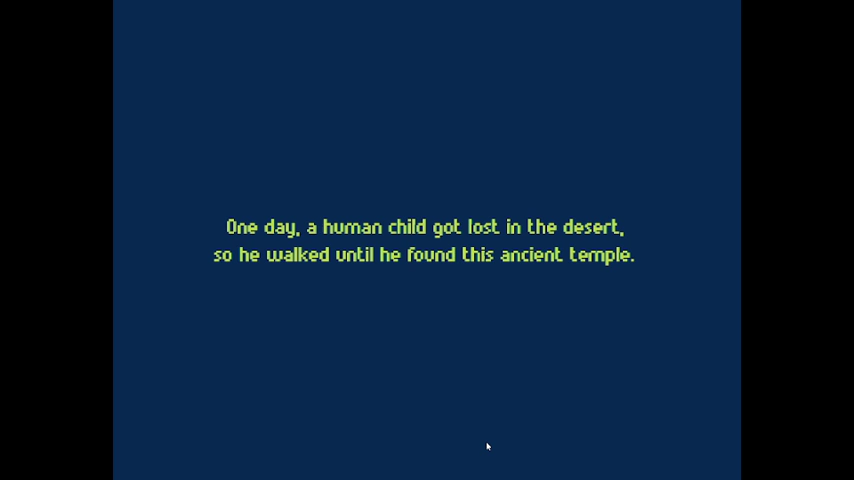 One day, a human child got lost in the desert,
so he walked until he found this ancient temple.